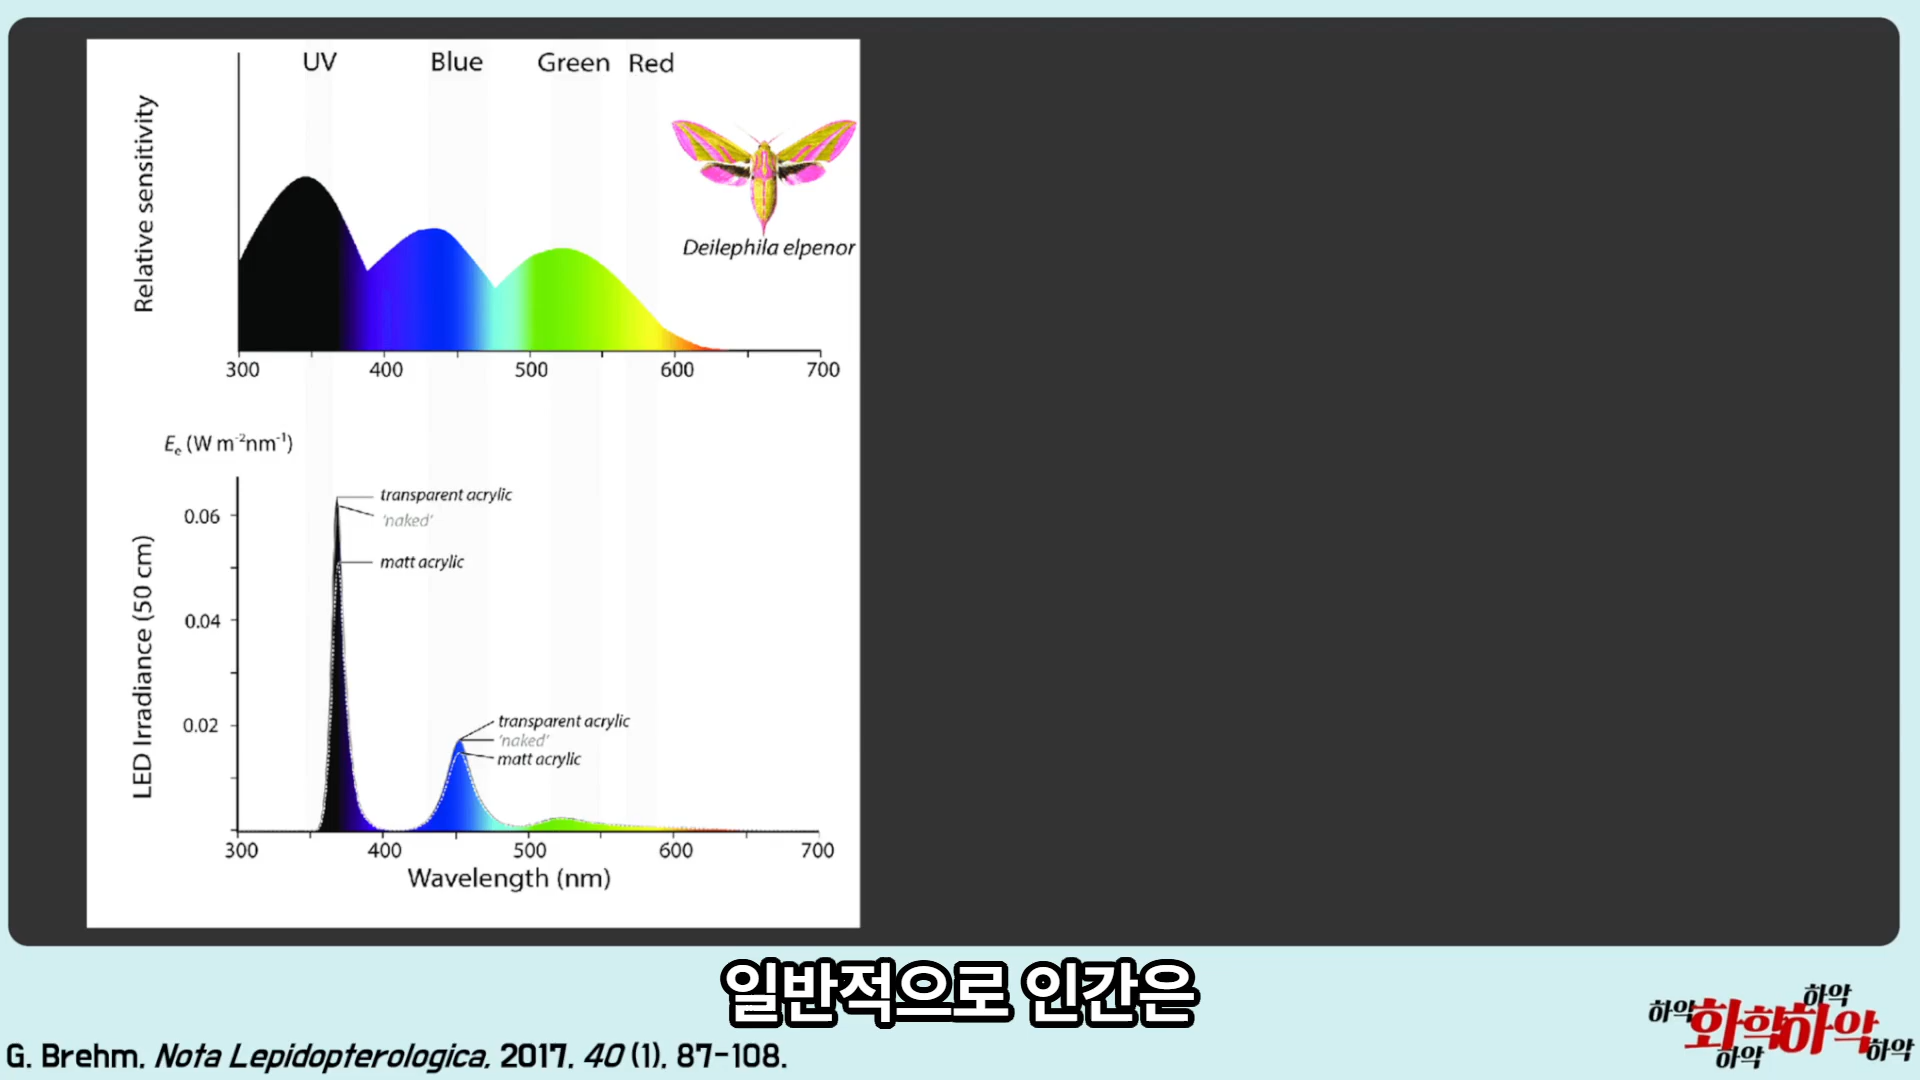 UV Blue Green Red
Relative sensitivity
Deilephila elpenor
300 400 500 600 700
Ee (W m-2nm-1)
transparent acrylic
'naked'
matt acrylic
0.06
0.04
0.02
LED Irradiance (50 cm)
transparent acrylic
'naked'
matt acrylic
300 400 500 600 700
Wavelength (nm)
일반적으로 인간은
G. Brehm, Nota Lepidopterologica, 2017, 40 (1), 87-108.
하악
하악
화학하악
하악
하악